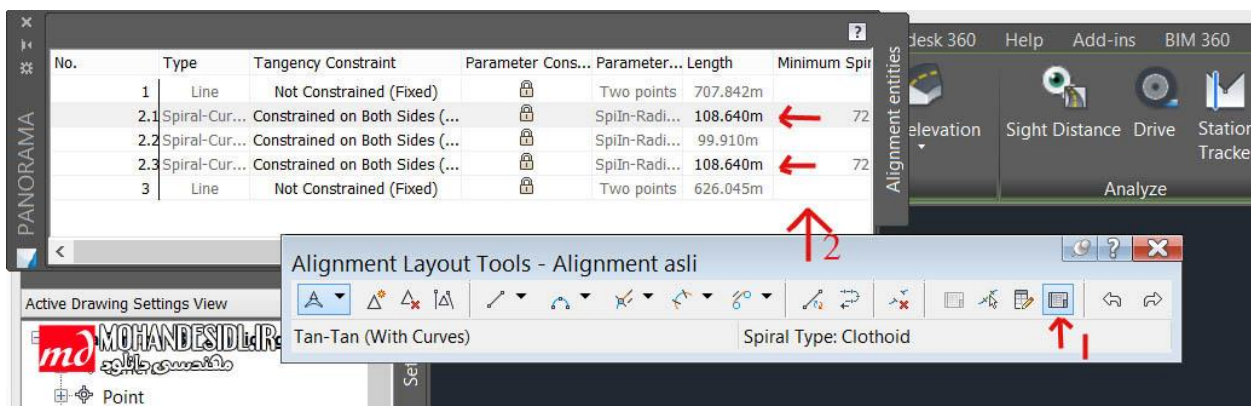 desk 360 Help Add-ins BIM 360
No. Type Tangency Constraint Parameter Cons... Parameter... Length Minimum Spir
1 Line Not Constrained (Fixed) Two points 707.842m
2.1 Spiral-Cur... Constrained on Both Sides (... SpiIn-Radi... 108.640m 72
2.2 Spiral-Cur... Constrained on Both Sides (... SpiIn-Radi... 99.910m
2.3 Spiral-Cur... Constrained on Both Sides (... SpiIn-Radi... 108.640m 72
3 Line Not Constrained (Fixed) Two points 626.045m
PANORAMA
Alignment entities
elevation Sight Distance Drive Station
Tracke
Analyze
2
Alignment Layout Tools - Alignment asli
Tan-Tan (With Curves) Spiral Type: Clothoid
1
Active Drawing Settings View
md MOHANDESIDL.IR
مهندسی دانلود
Point
Set